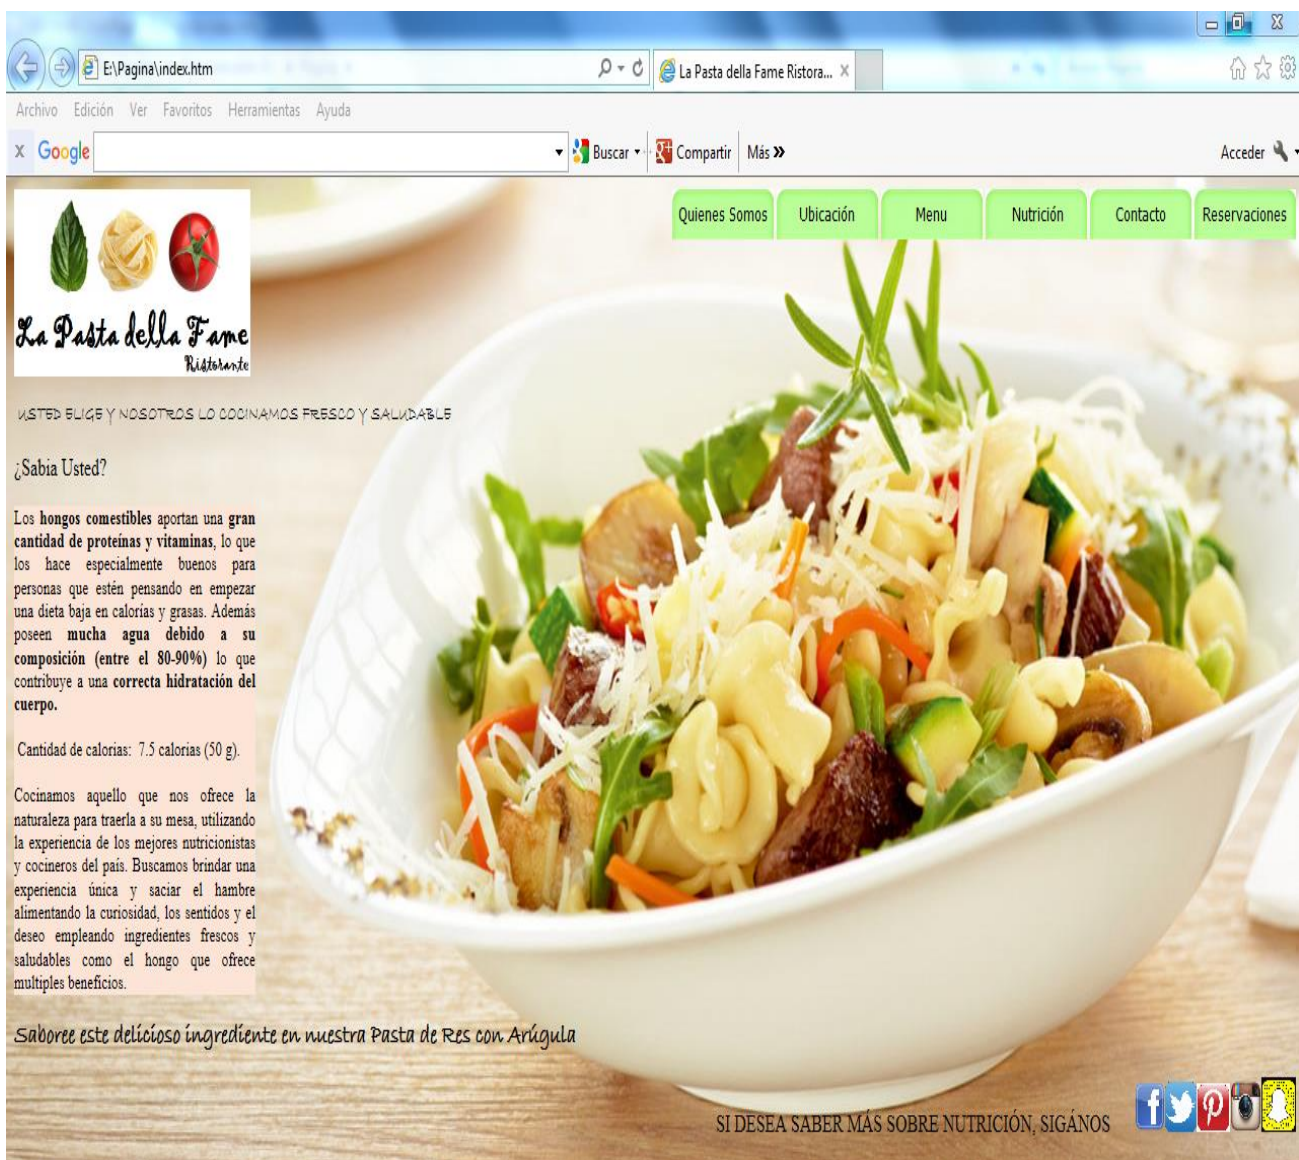 E:\Pagina\index.htm
La Pasta della Fame Ristora...
Archivo Edición Ver Favoritos Herramientas Ayuda
X Google
Buscar
Compartir
Más »
Acceder
Quienes Somos
Ubicación
Menu
Nutrición
Contacto
Reservaciones
La Pasta della Fame
Ristorante
USTED ELIGE Y NOSOTROS LO COCINAMOS FRESCO Y SALUDABLE
¿Sabia Usted?
Los hongos comestibles aportan una gran
cantidad de proteínas y vitaminas, lo que
los hace especialmente buenos para
personas que estén pensando en empezar
una dieta baja en calorías y grasas. Además
poseen mucha agua debido a su
composición (entre el 80-90%) lo que
contribuye a una correcta hidratación del
cuerpo.
Cantidad de calorias: 7.5 calorias (50 g).
Cocinamos aquello que nos ofrece la
naturaleza para traerla a su mesa, utilizando
la experiencia de los mejores nutricionistas
y cocineros del país. Buscamos brindar una
experiencia única y saciar el hambre
alimentando la curiosidad, los sentidos y el
deseo empleando ingredientes frescos y
saludables como el hongo que ofrece
multiples beneficios.
Saboree este delicioso ingrediente en nuestra Pasta de Res con Arúgula
SI DESEA SABER MÁS SOBRE NUTRICIÓN, SIGÁNOS